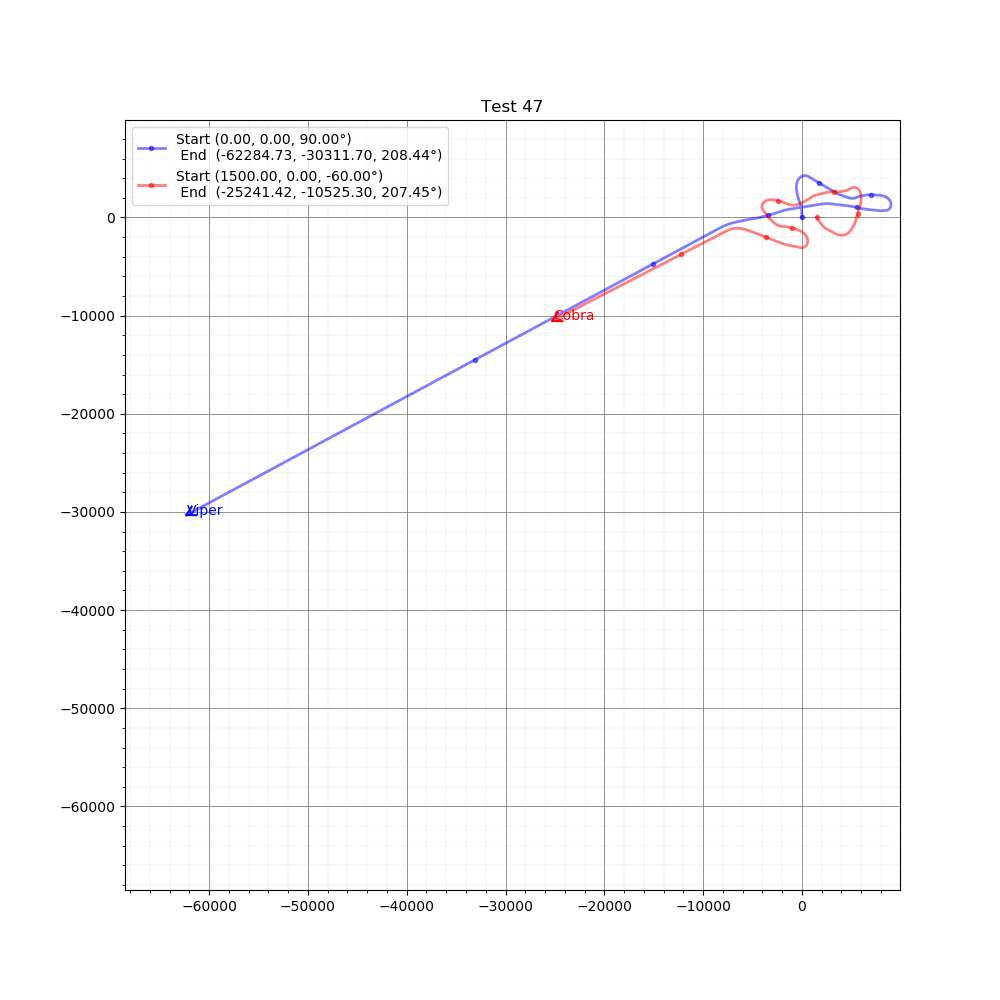 Test 47
Start (0.00, 0.00, 90.00°)
End  (-62284.73, -30311.70, 208.44°)
Start (1500.00, 0.00, -60.00°)
End  (-25241.42, -10525.30, 207.45°)
0
−10000
−20000
−30000
−40000
−50000
−60000
Cobra
Viper
−60000 −50000 −40000 −30000 −20000 −10000 0